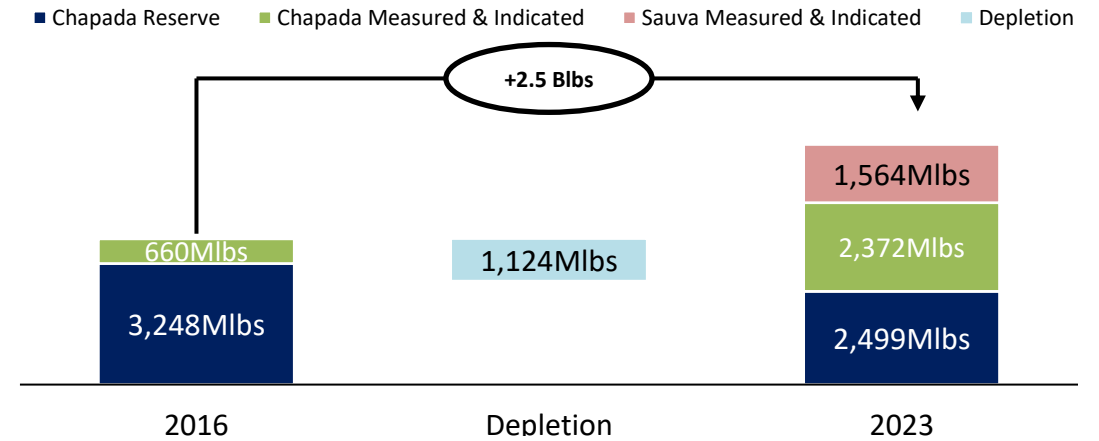 Chapada Reserve Chapada Measured & Indicated Sauva Measured & Indicated Depletion
+2.5 Blbs
1,564Mlbs
660Mlbs
1,124Mlbs
2,372Mlbs
3,248Mlbs
2,499Mlbs
2016 Depletion 2023